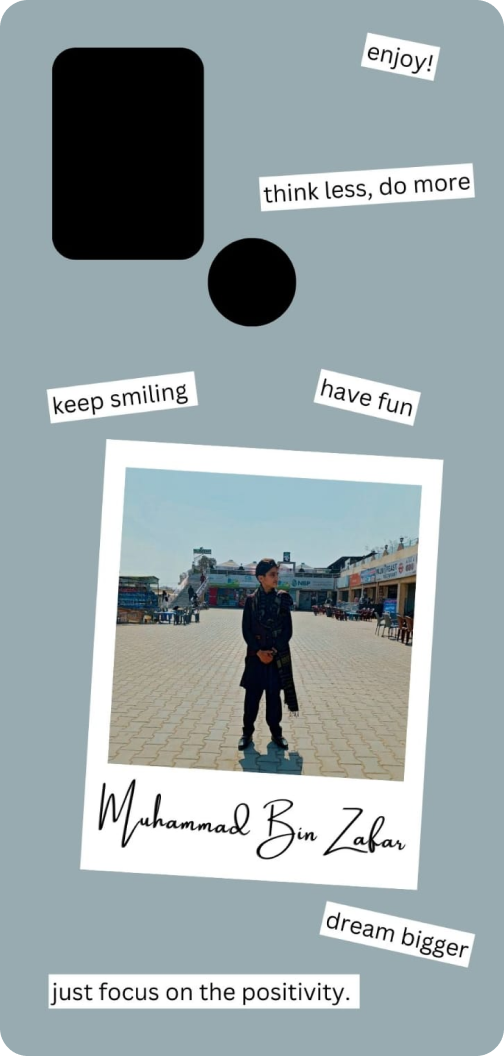 enjoy!
think less, do more
keep smiling
have fun
Muhammad Bin Zafar
dream bigger
just focus on the positivity.